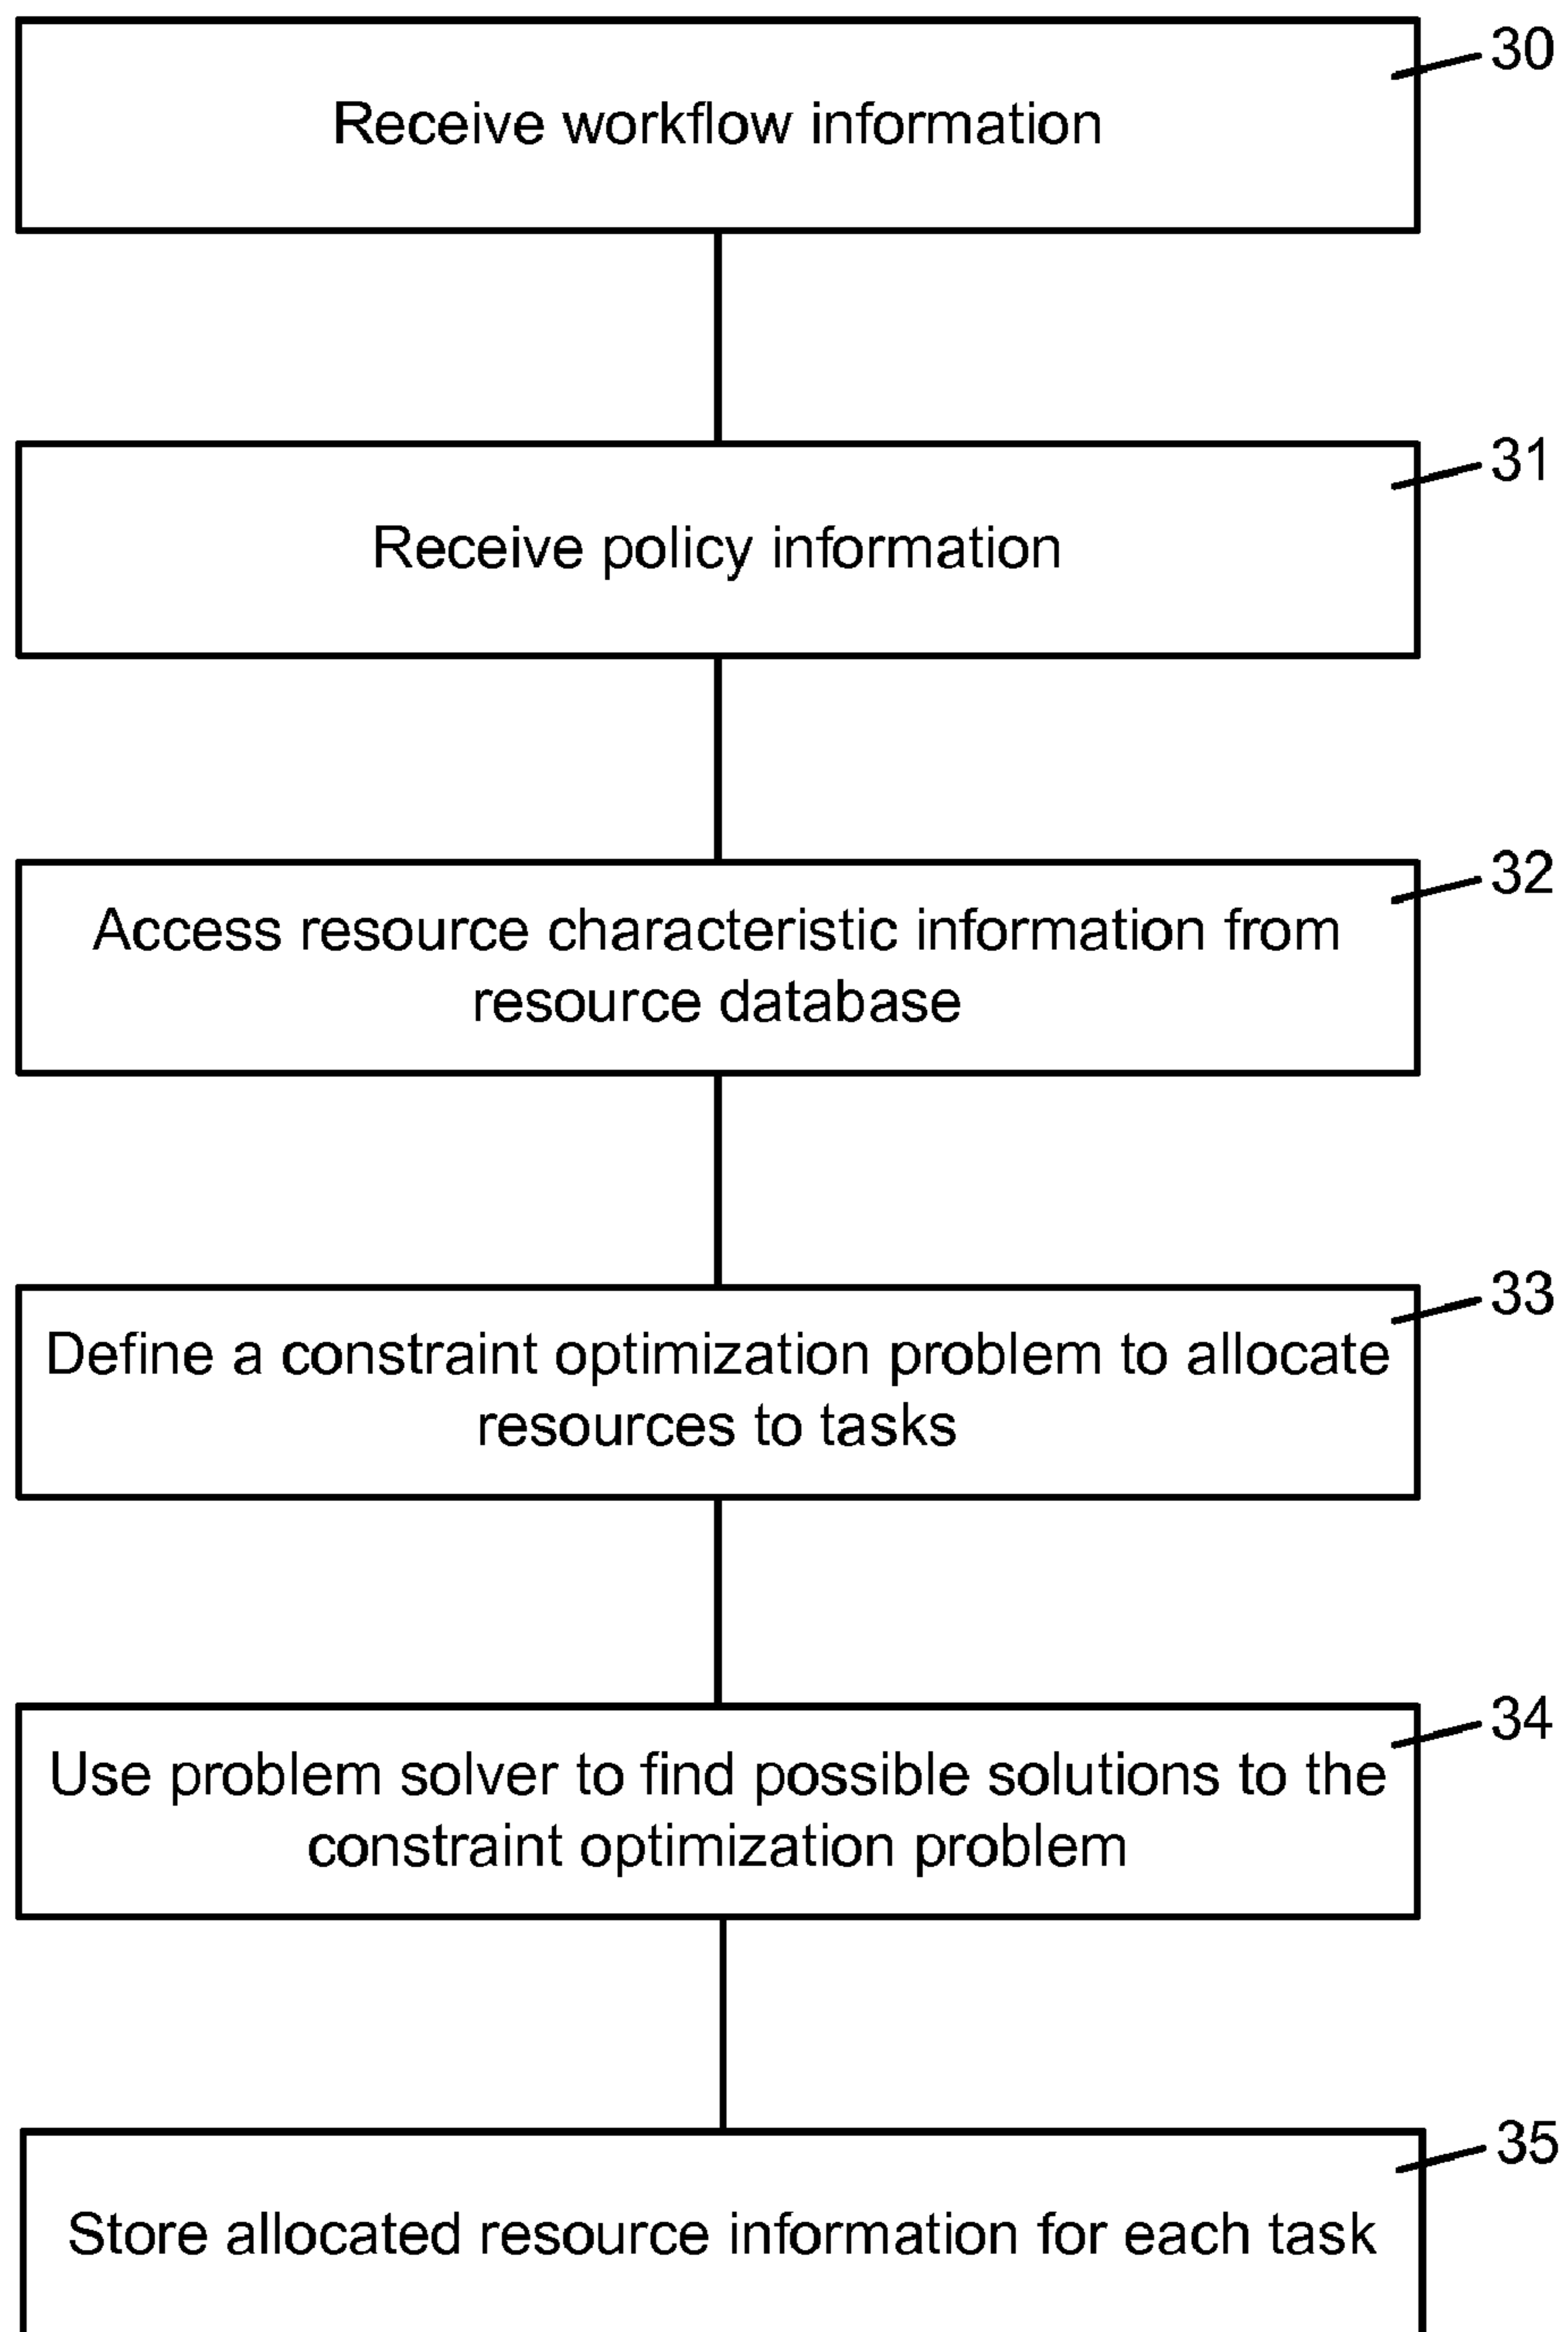 30
Receive workflow information
31
Receive policy information
32
Access resource characteristic information from
resource database
33
Define a constraint optimization problem to allocate
resources to tasks
34
Use problem solver to find possible solutions to the
constraint optimization problem
35
Store allocated resource information for each task